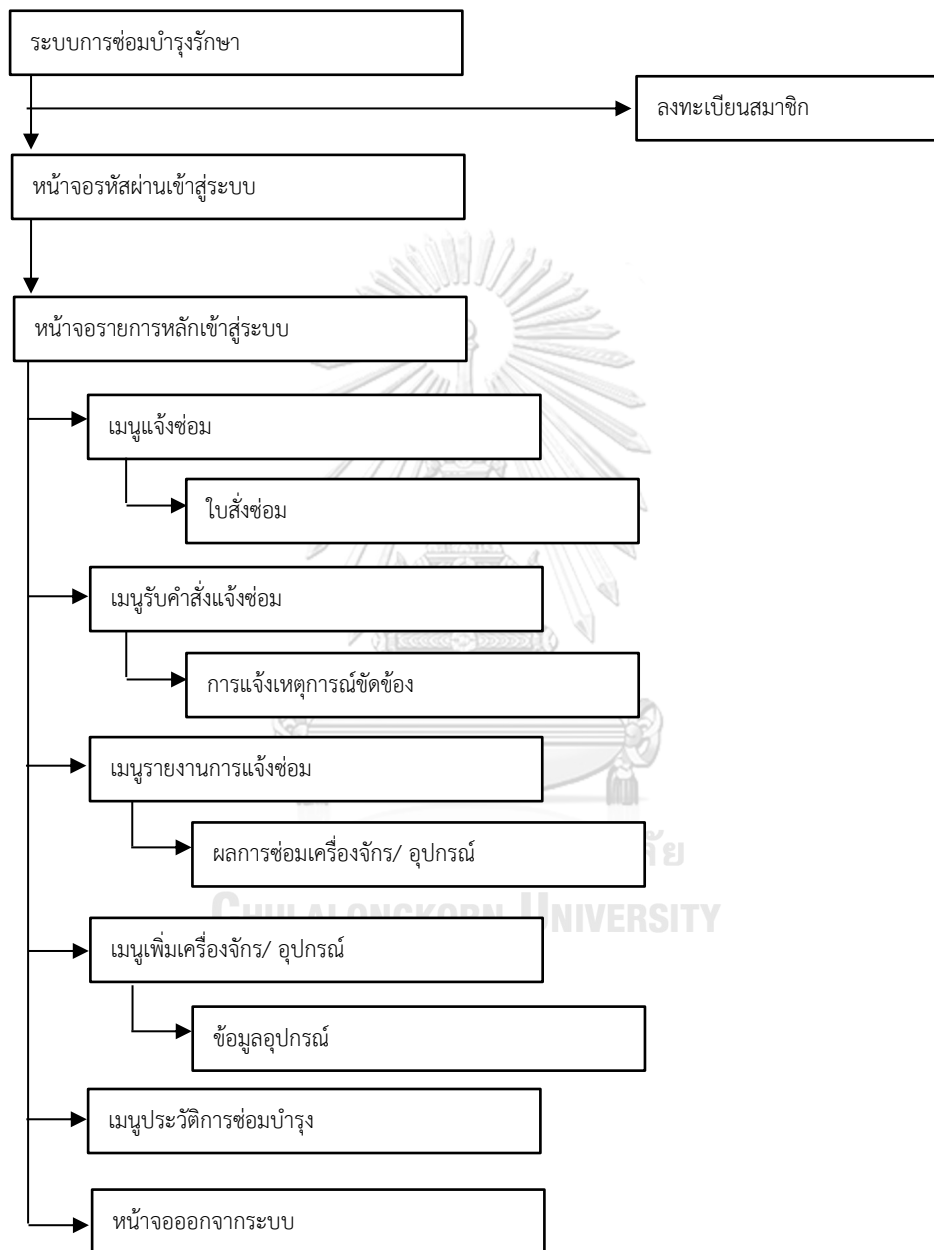 ระบบการซ่อมบำรุงรักษา
ลงทะเบียนสมาชิก
หน้าจอรหัสผ่านเข้าสู่ระบบ
หน้าจอรายการหลักเข้าสู่ระบบ
เมนูแจ้งซ่อม
ใบสั่งซ่อม
เมนูรับคำสั่งแจ้งซ่อม
การแจ้งเหตุการณ์ขัดข้อง
เมนูรายงานการแจ้งซ่อม
ผลการซ่อมเครื่องจักร/ อุปกรณ์
CHULALONGKORN UNIVERSITY
เมนูเพิ่มเครื่องจักร/ อุปกรณ์
ข้อมูลอุปกรณ์
เมนูประวัติการซ่อมบำรุง
หน้าจอออกจากระบบ